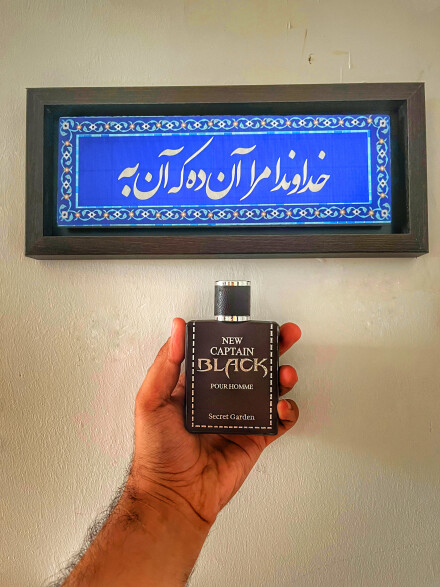 خداوندا مرا آن ده که آن به
NEW
CAPTAIN
BLACK
POUR HOMME
Secret Garden